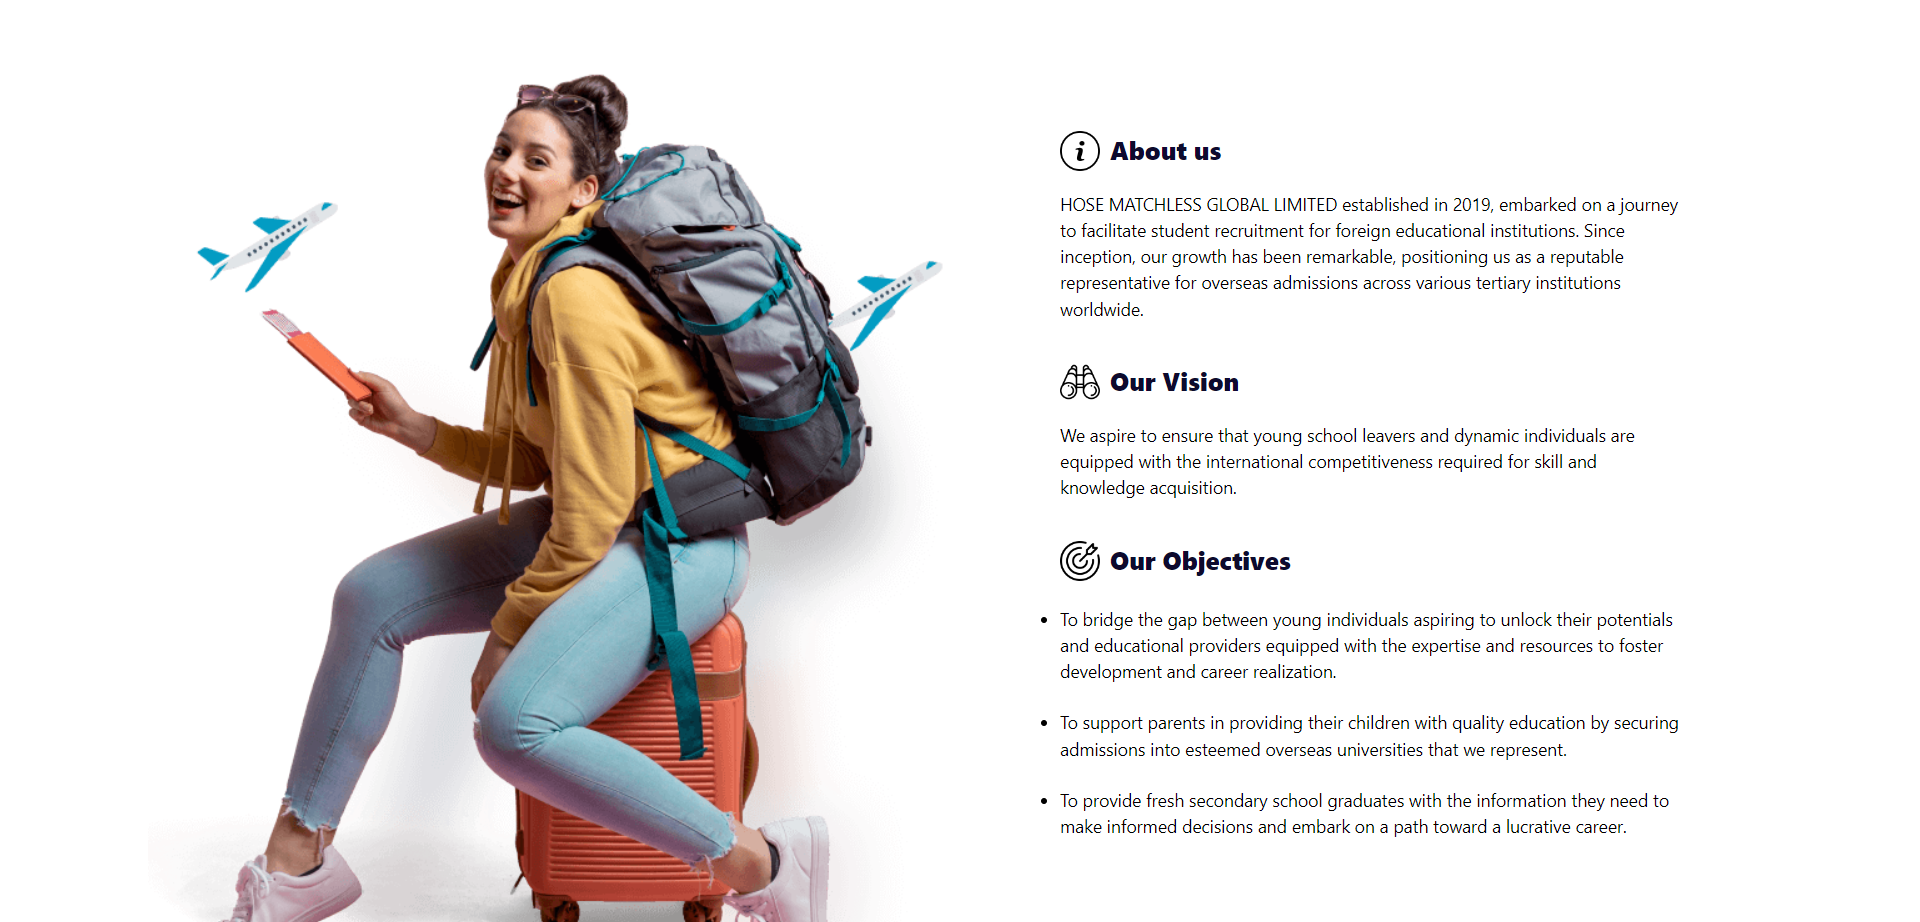 About us
HOSE MATCHLESS GLOBAL LIMITED established in 2019, embarked on a journey
to facilitate student recruitment for foreign educational institutions. Since
inception, our growth has been remarkable, positioning us as a reputable
representative for overseas admissions across various tertiary institutions
worldwide.
Our Vision
We aspire to ensure that young school leavers and dynamic individuals are
equipped with the international competitiveness required for skill and
knowledge acquisition.
Our Objectives
• To bridge the gap between young individuals aspiring to unlock their potentials
and educational providers equipped with the expertise and resources to foster
development and career realization.
• To support parents in providing their children with quality education by securing
admissions into esteemed overseas universities that we represent.
• To provide fresh secondary school graduates with the information they need to
make informed decisions and embark on a path toward a lucrative career.